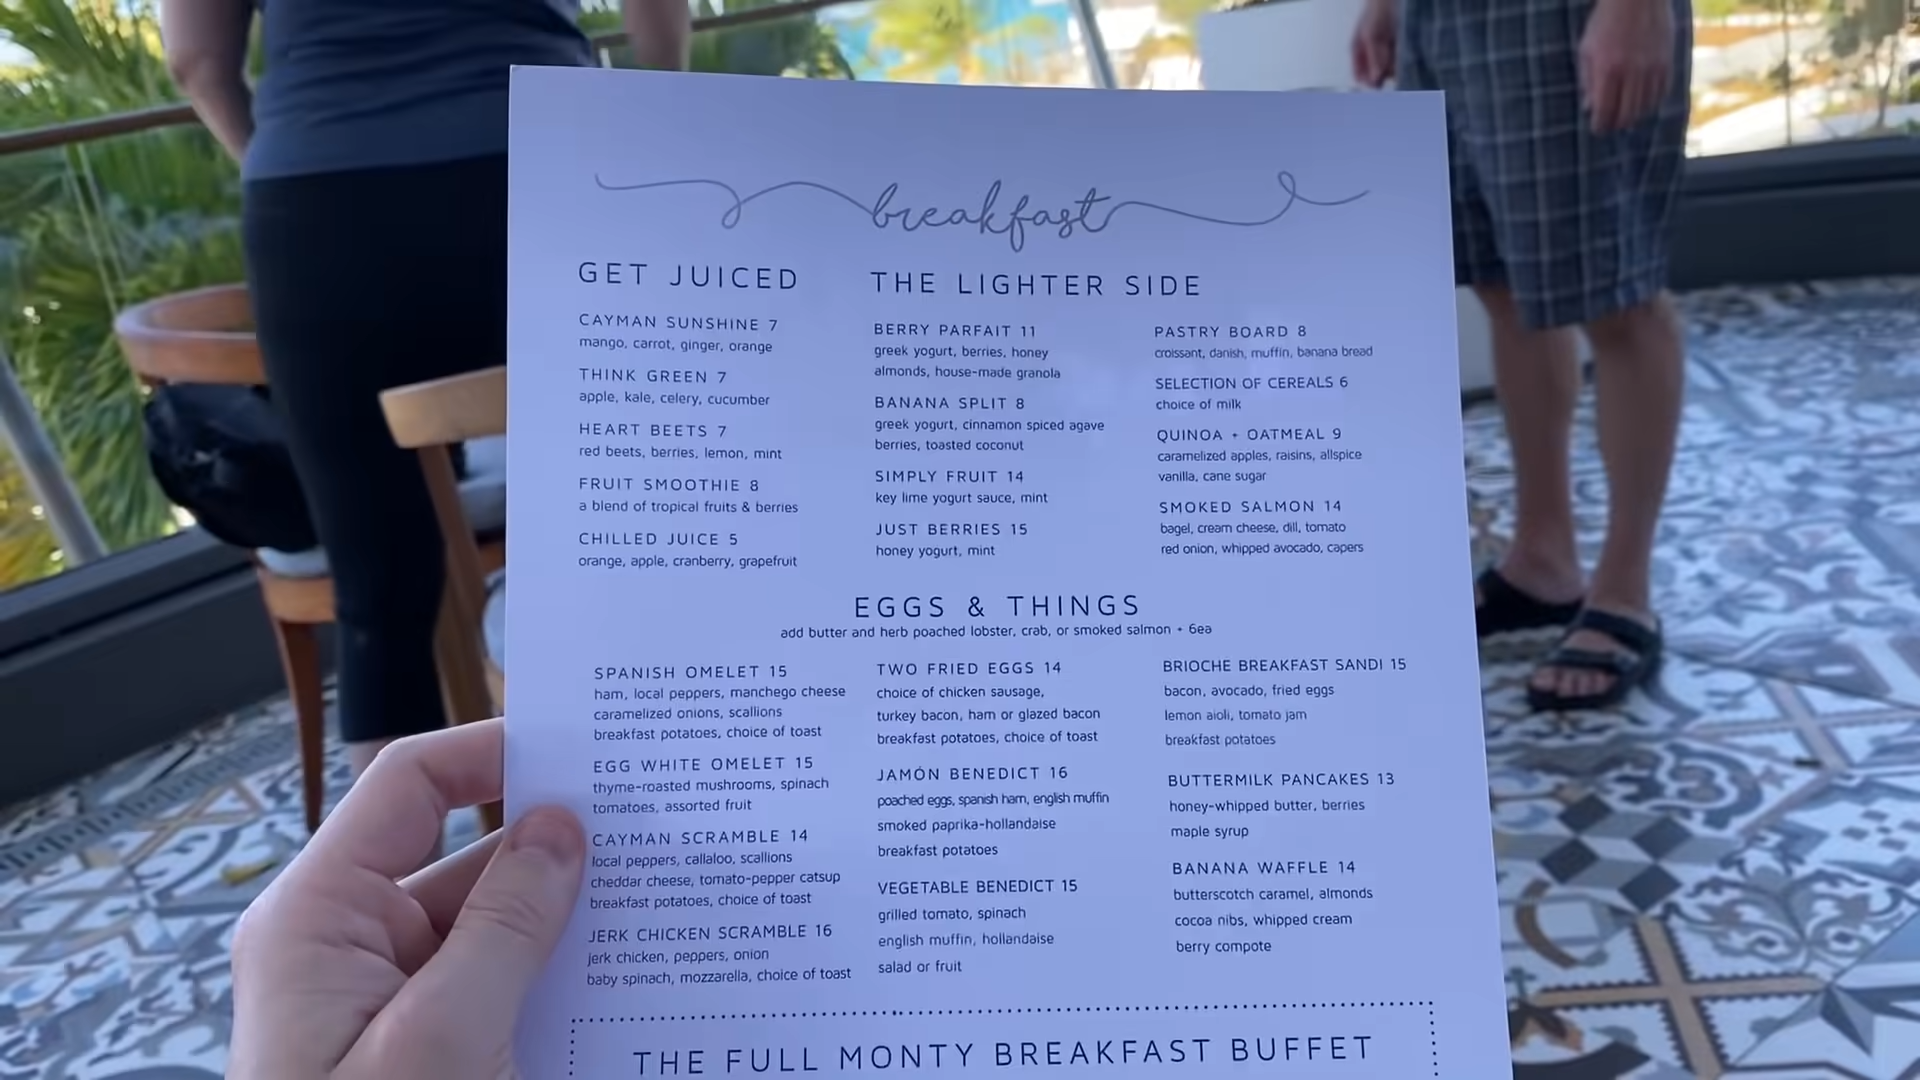 breakfast
GET JUICED
CAYMAN SUNSHINE 7
mango, carrot, ginger, orange
THINK GREEN 7
apple, kale, celery, cucumber
HEART BEETS 7
red beets, berries, lemon, mint
FRUIT SMOOTHIE 8
a blend of tropical fruits & berries
CHILLED JUICE 5
orange, apple, cranberry, grapefruit
THE LIGHTER SIDE
BERRY PARFAIT 11
greek yogurt, berries, honey
almonds, house-made granola
BANANA SPLIT 8
greek yogurt, cinnamon spiced agave
berries, toasted coconut
SIMPLY FRUIT 14
key lime yogurt sauce, mint
JUST BERRIES 15
honey yogurt, mint
PASTRY BOARD 8
croissant, danish, muffin, banana bread
SELECTION OF CEREALS 6
choice of milk
QUINOA + OATMEAL 9
caramelized apples, raisins, allspice
vanilla, cane sugar
SMOKED SALMON 14
bagel, cream cheese, dill, tomato
red onion, whipped avocado, capers
EGGS & THINGS
add butter and herb poached lobster, crab, or smoked salmon + 6ea
SPANISH OMELET 15
ham, local peppers, manchego cheese
caramelized onions, scallions
breakfast potatoes, choice of toast
EGG WHITE OMELET 15
thyme-roasted mushrooms, spinach
tomatoes, assorted fruit
CAYMAN SCRAMBLE 14
local peppers, callaloo, scallions
cheddar cheese, tomato-pepper catsup
breakfast potatoes, choice of toast
JERK CHICKEN SCRAMBLE 16
jerk chicken, peppers, onion
baby spinach, mozzarella, choice of toast
TWO FRIED EGGS 14
choice of chicken sausage,
turkey bacon, ham or glazed bacon
breakfast potatoes, choice of toast
JAMÓN BENEDICT 16
poached eggs, spanish ham, english muffin
smoked paprika-hollandaise
breakfast potatoes
VEGETABLE BENEDICT 15
grilled tomato, spinach
english muffin, hollandaise
salad or fruit
BRIOCHE BREAKFAST SANDI 15
bacon, avocado, fried eggs
lemon aioli, tomato jam
breakfast potatoes
BUTTERMILK PANCAKES 13
honey-whipped butter, berries
maple syrup
BANANA WAFFLE 14
butterscotch caramel, almonds
cocoa nibs, whipped cream
berry compote
THE FULL MONTY BREAKFAST BUFFET